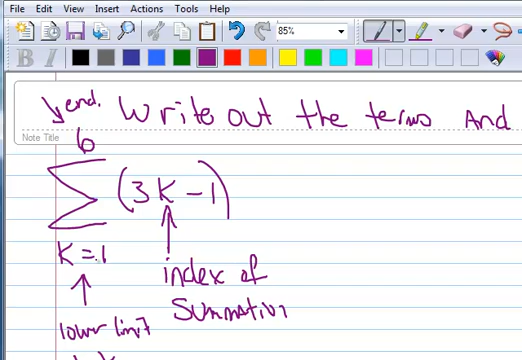 File Edit View Insert Actions Tools Help
85%
B I
end. Write out the terms And
Note Title
6
Σ (3K − 1)
K = 1
index of
Summation
lower limit